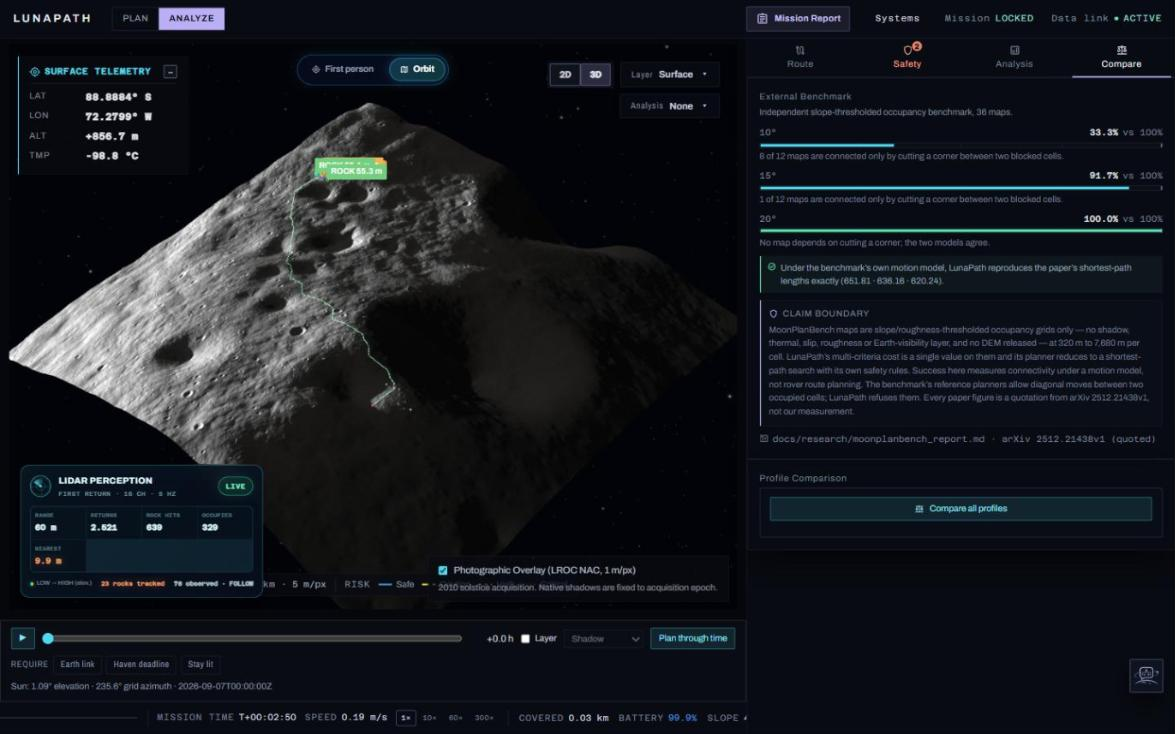 LUNAPATH
PLAN
ANALYZE
Mission Report
Systems
Mission LOCKED
Data link • ACTIVE
SURFACE TELEMETRY
LAT 88.8884° S
LON 72.2799° W
ALT +856.7 m
TMP -98.8 °C
First person
Orbit
2D
3D
Layer Surface
Analysis None
ROCK 55.3 m
LIDAR PERCEPTION
FIRST RETURN · 16 CH · 5 HZ
LIVE
RANGE
60 m
RETURNS
2.521
ROCK HITS
639
OCCUPIED
329
NEAREST
9.9 m
LOW → HIGH (elev.)
23 rocks tracked
76 observed · FOLLOW
km · 5 m/px
RISK
Safe
Photographic Overlay (LROC NAC, 1 m/px)
2010 solstice acquisition. Native shadows are fixed to acquisition epoch.
+0.0 h
Layer
Shadow
Plan through time
REQUIRE
Earth link
Haven deadline
Stay lit
Sun: 1.09° elevation · 235.6° grid azimuth · 2026-09-07T00:00:00Z
MISSION TIME T+00:02:50
SPEED 0.19 m/s
1×
10×
60×
300×
COVERED 0.03 km
BATTERY 99.9%
SLOPE
Route
2
Safety
Analysis
Compare
External Benchmark
Independent slope-thresholded occupancy benchmark, 36 maps.
10°
33.3% vs 100%
8 of 12 maps are connected only by cutting a corner between two blocked cells.
15°
91.7% vs 100%
1 of 12 maps are connected only by cutting a corner between two blocked cells.
20°
100.0% vs 100%
No map depends on cutting a corner; the two models agree.
Under the benchmark's own motion model, LunaPath reproduces the paper's shortest-path
lengths exactly (651.81 · 636.16 · 620.24).
CLAIM BOUNDARY
MoonPlanBench maps are slope/roughness-thresholded occupancy grids only — no shadow,
thermal, slip, roughness or Earth-visibility layer, and no DEM released — at 320 m to 7,680 m per
cell. LunaPath's multi-criteria cost is a single value on them and its planner reduces to a shortest-
path search with its own safety rules. Success here measures connectivity under a motion model,
not rover route planning. The benchmark's reference planners allow diagonal moves between two
occupied cells; LunaPath refuses them. Every paper figure is a quotation from arXiv 2512.21438v1,
not our measurement.
docs/research/moonplanbench_report.md · arXiv 2512.21438v1 (quoted)
Profile Comparison
Compare all profiles